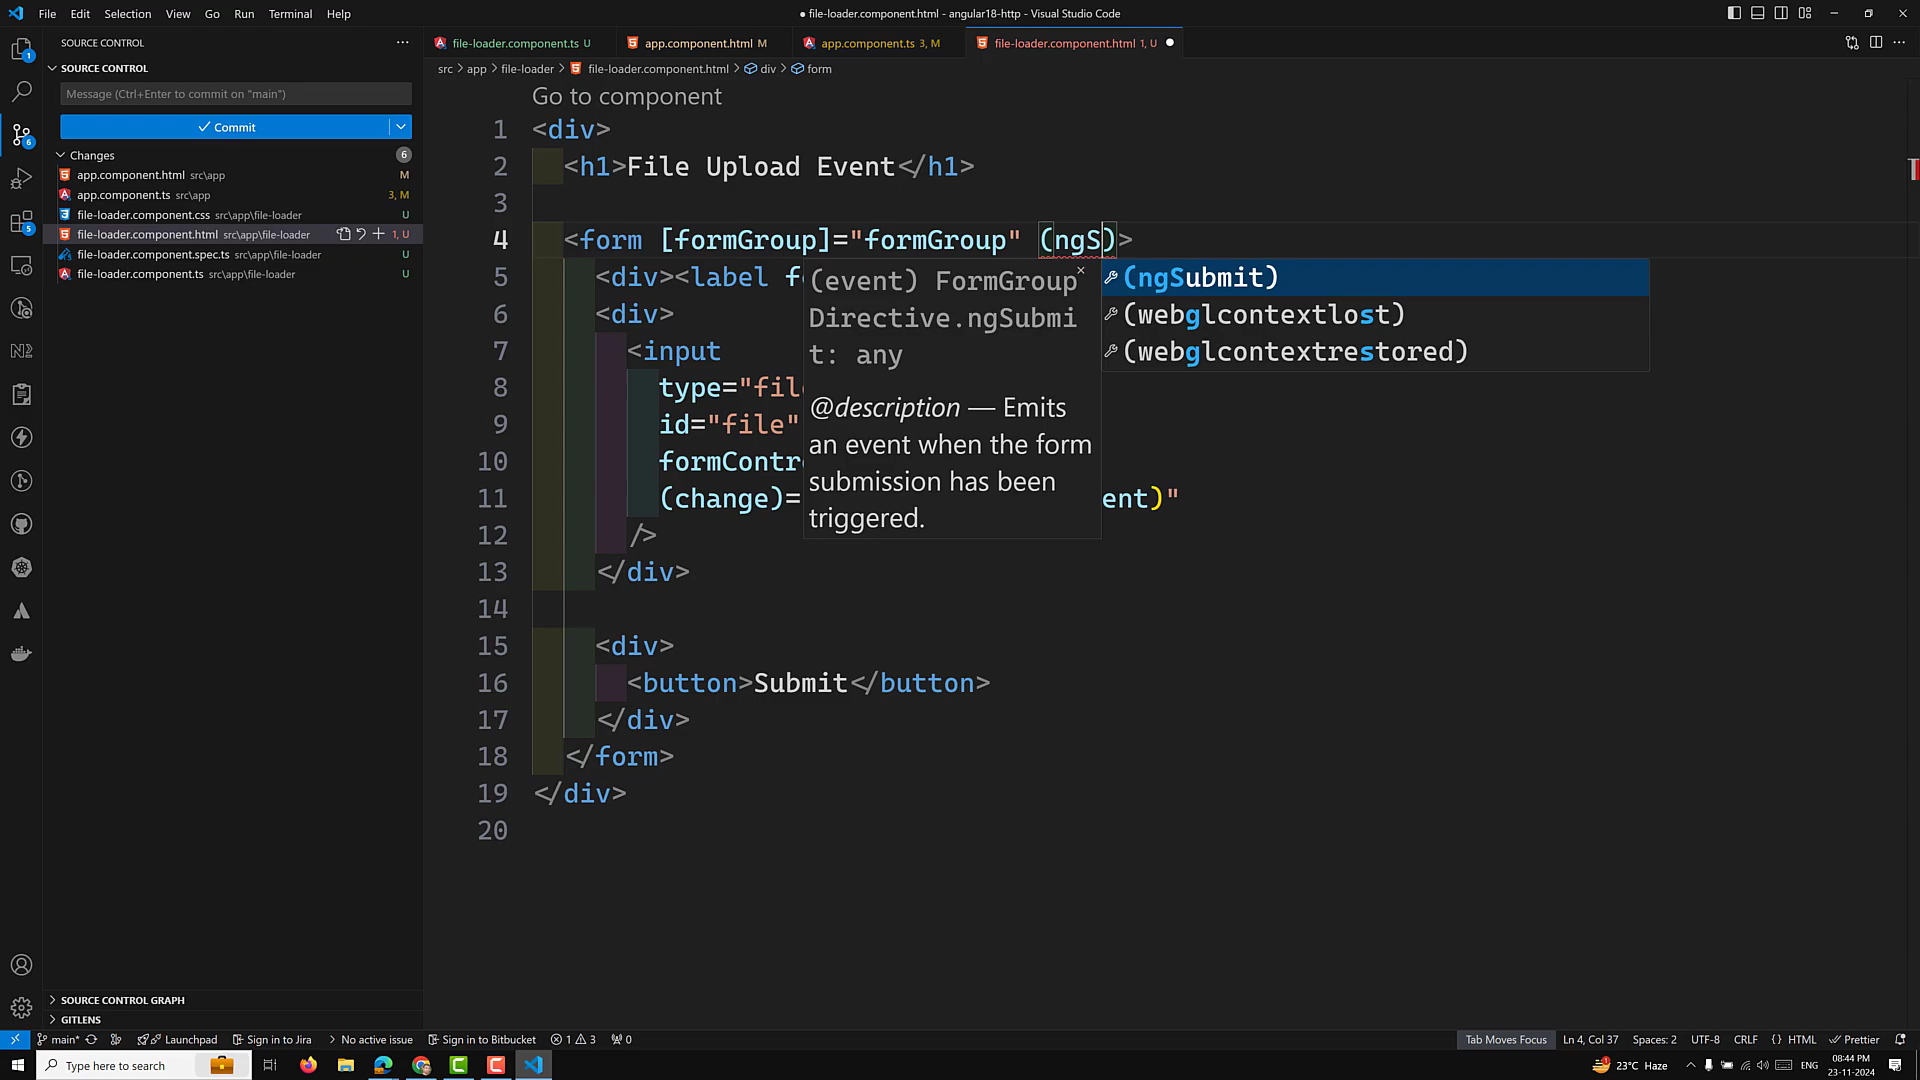 File Edit Selection View Go Run Terminal Help
● file-loader.component.html - angular18-http - Visual Studio Code
SOURCE CONTROL
SOURCE CONTROL
Message (Ctrl+Enter to commit on "main")
Commit
Changes 6
app.component.html src\app M
app.component.ts src\app 3, M
file-loader.component.css src\app\file-loader U
file-loader.component.html src\app\file-loader 1, U
file-loader.component.spec.ts src\app\file-loader U
file-loader.component.ts src\app\file-loader U
SOURCE CONTROL GRAPH
GITLENS
1
6
5
file-loader.component.ts U
app.component.html M
app.component.ts 3, M
file-loader.component.html 1, U
src > app > file-loader > file-loader.component.html > div > form
Go to component
1 <div>
2 <h1>File Upload Event</h1>
3
4 <form [formGroup]="formGroup" (ngS)>
5 <div><label f
6 <div>
7 <input
8 type="fil
9 id="file"
10 formContr
11 (change)= ent)"
12 />
13 </div>
14
15 <div>
16 <button>Submit</button>
17 </div>
18 </form>
19 </div>
20
(event) FormGroup
Directive.ngSubmi
t: any
@description — Emits
an event when the form
submission has been
triggered.
(ngSubmit)
(webglcontextlost)
(webglcontextrestored)
main* Launchpad Sign in to Jira No active issue Sign in to Bitbucket 1 3 0
Tab Moves Focus Ln 4, Col 37 Spaces: 2 UTF-8 CRLF {} HTML Prettier
Type here to search
23°C Haze ENG
08:44 PM
23-11-2024